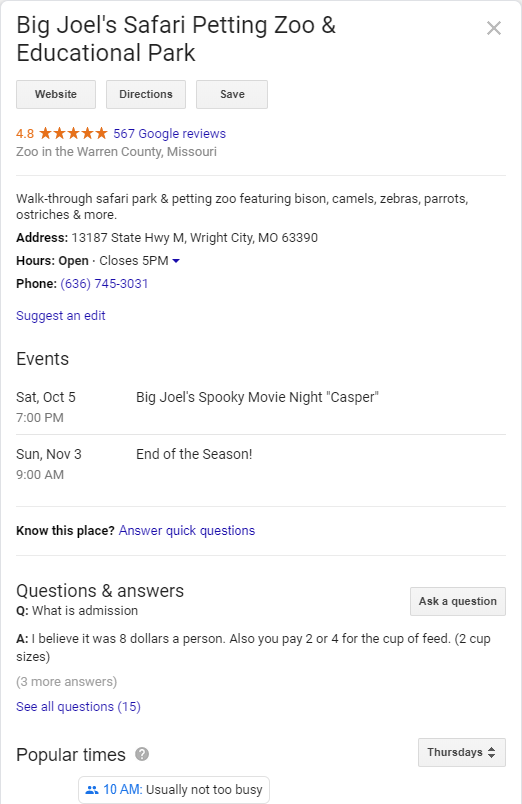 Big Joel's Safari Petting Zoo &
Educational Park
Website
Directions
Save
4.8 ★★★★★ 567 Google reviews
Zoo in the Warren County, Missouri
Walk-through safari park & petting zoo featuring bison, camels, zebras, parrots,
ostriches & more.
Address: 13187 State Hwy M, Wright City, MO 63390
Hours: Open · Closes 5PM
Phone: (636) 745-3031
Suggest an edit
Events
Sat, Oct 5 Big Joel's Spooky Movie Night "Casper"
7:00 PM
Sun, Nov 3 End of the Season!
9:00 AM
Know this place? Answer quick questions
Questions & answers
Q: What is admission
Ask a question
A: I believe it was 8 dollars a person. Also you pay 2 or 4 for the cup of feed. (2 cup
sizes)
(3 more answers)
See all questions (15)
Popular times ?
Thursdays
10 AM: Usually not too busy